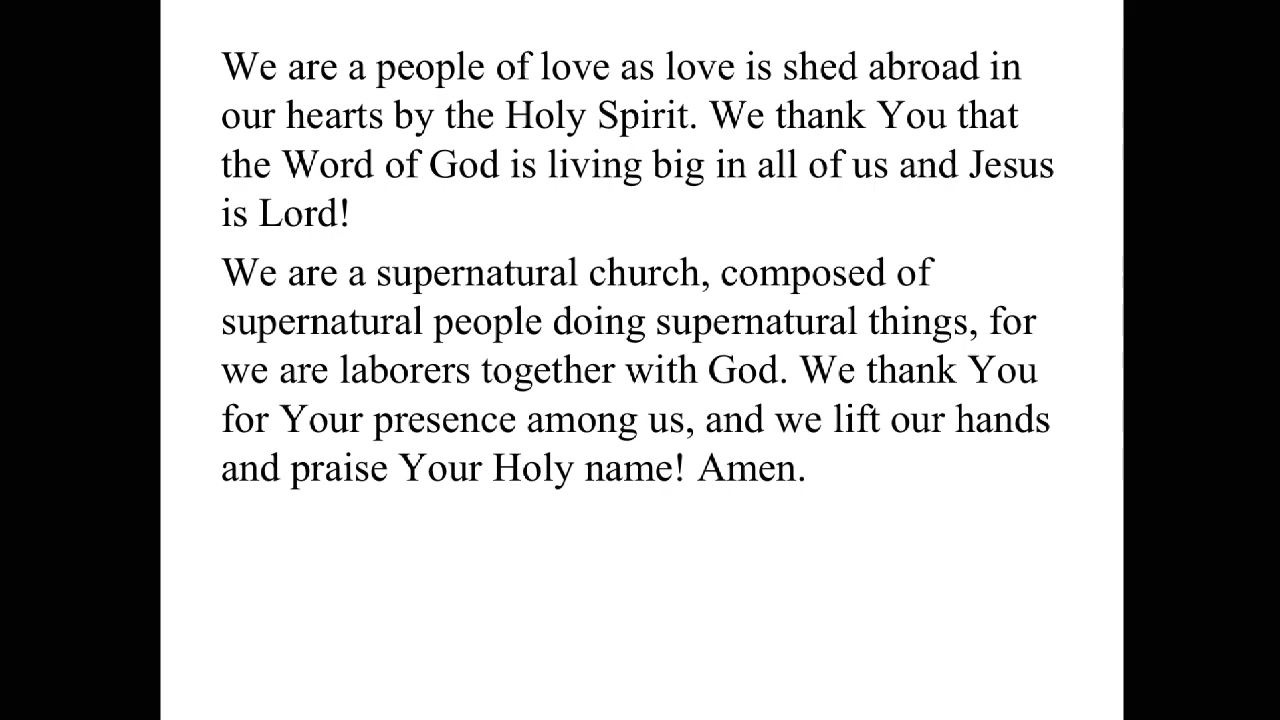 We are a people of love as love is shed abroad in
our hearts by the Holy Spirit. We thank You that
the Word of God is living big in all of us and Jesus
is Lord!
We are a supernatural church, composed of
supernatural people doing supernatural things, for
we are laborers together with God. We thank You
for Your presence among us, and we lift our hands
and praise Your Holy name! Amen.